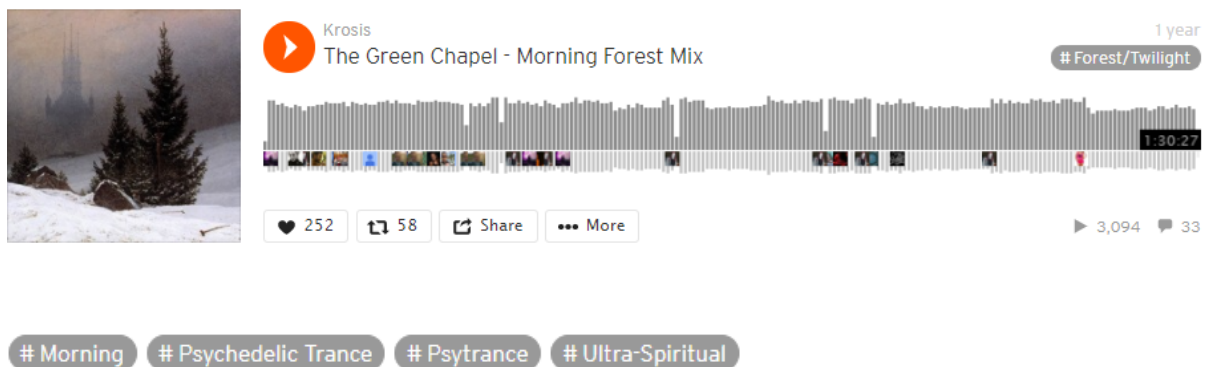 Krosis
1 year
The Green Chapel - Morning Forest Mix
# Forest/Twilight
1:30:27
252
58
Share
More
3,094
33
# Morning
# Psychedelic Trance
# Psytrance
# Ultra-Spiritual